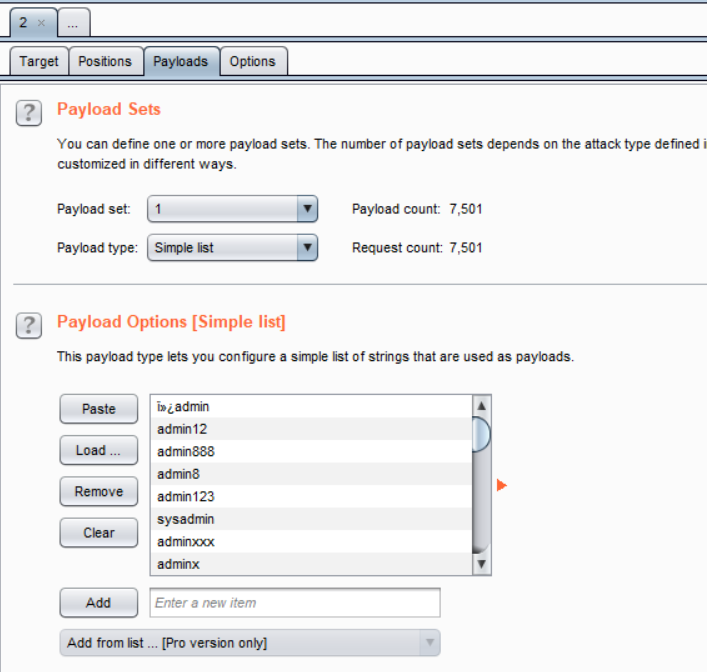 2 × ...
Target Positions Payloads Options
? Payload Sets
You can define one or more payload sets. The number of payload sets depends on the attack type defined i
customized in different ways.
Payload set: 1 Payload count: 7,501
Payload type: Simple list Request count: 7,501
? Payload Options [Simple list]
This payload type lets you configure a simple list of strings that are used as payloads.
Paste
Load ...
Remove
Clear
ï»¿admin
admin12
admin888
admin8
admin123
sysadmin
adminxxx
adminx
Add Enter a new item
Add from list ... [Pro version only]